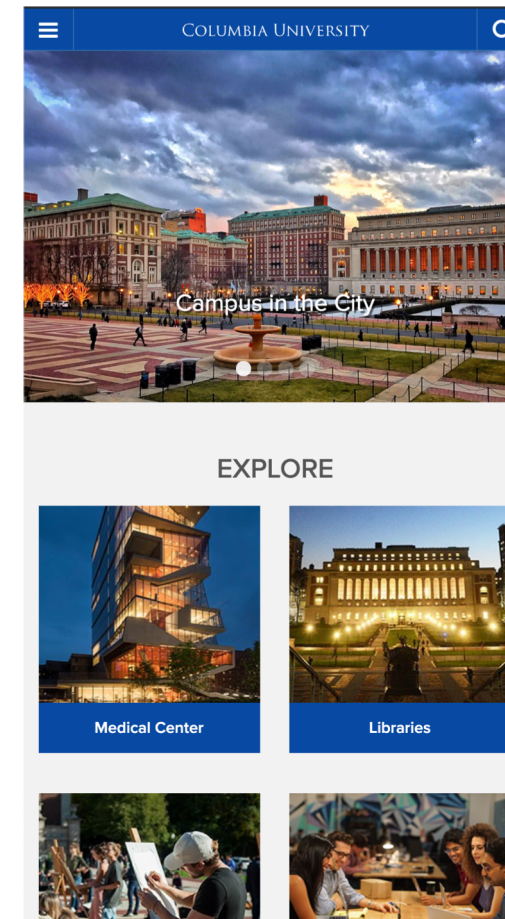 Columbia University
Campus in the City
EXPLORE
Medical Center
Libraries